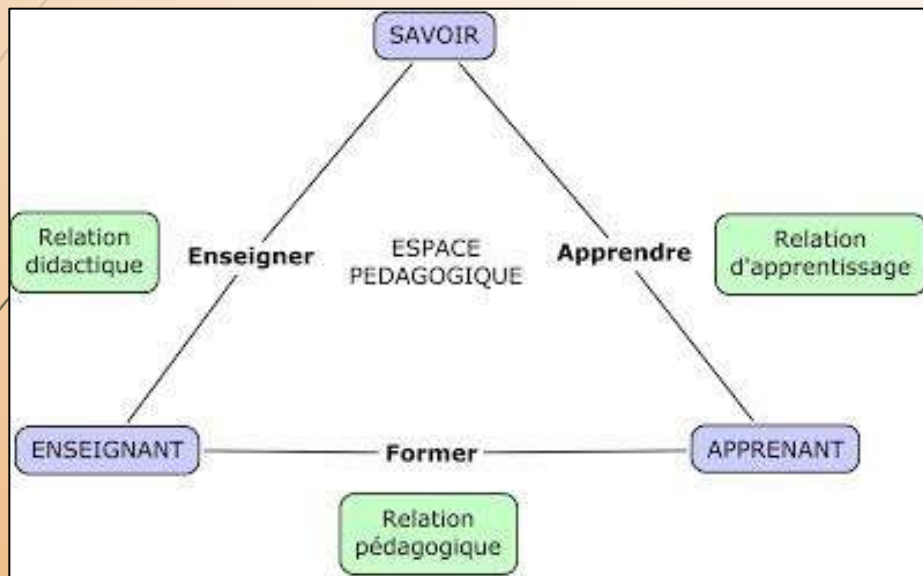 SAVOIR
Relation
didactique
Enseigner
ESPACE
PEDAGOGIQUE
Apprendre
Relation
d'apprentissage
ENSEIGNANT
Former
APPRENANT
Relation
pédagogique